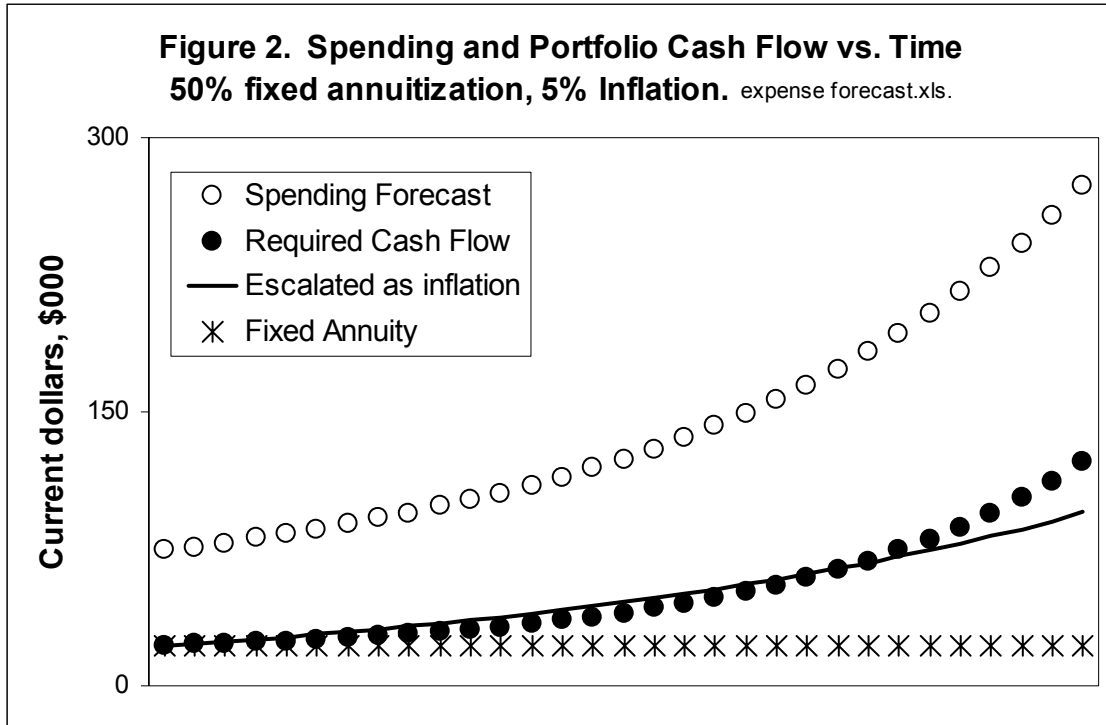 Figure 2. Spending and Portfolio Cash Flow vs. Time
50% fixed annuitization, 5% Inflation. expense forecast.xls.
300
Spending Forecast
Required Cash Flow
Escalated as inflation
Fixed Annuity
150
0
Current dollars, $000